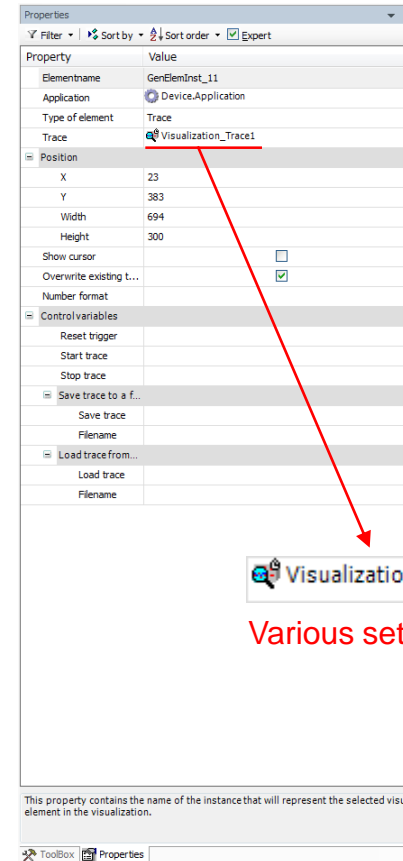 Properties
Filter Sort by Sort order Expert
Property Value
Elementname GenElemInst_11
Application Device.Application
Type of element Trace
Trace Visualization_Trace1
Position
X 23
Y 383
Width 694
Height 300
Show cursor
Overwrite existing t...
Number format
Controlvariables
Reset trigger
Start trace
Stop trace
Save trace to a f...
Save trace
Filename
Load trace from...
Load trace
Filename
Visualizatio
Various set
This property contains the name of the instance that will represent the selected visu
element in the visualization.
ToolBox Properties